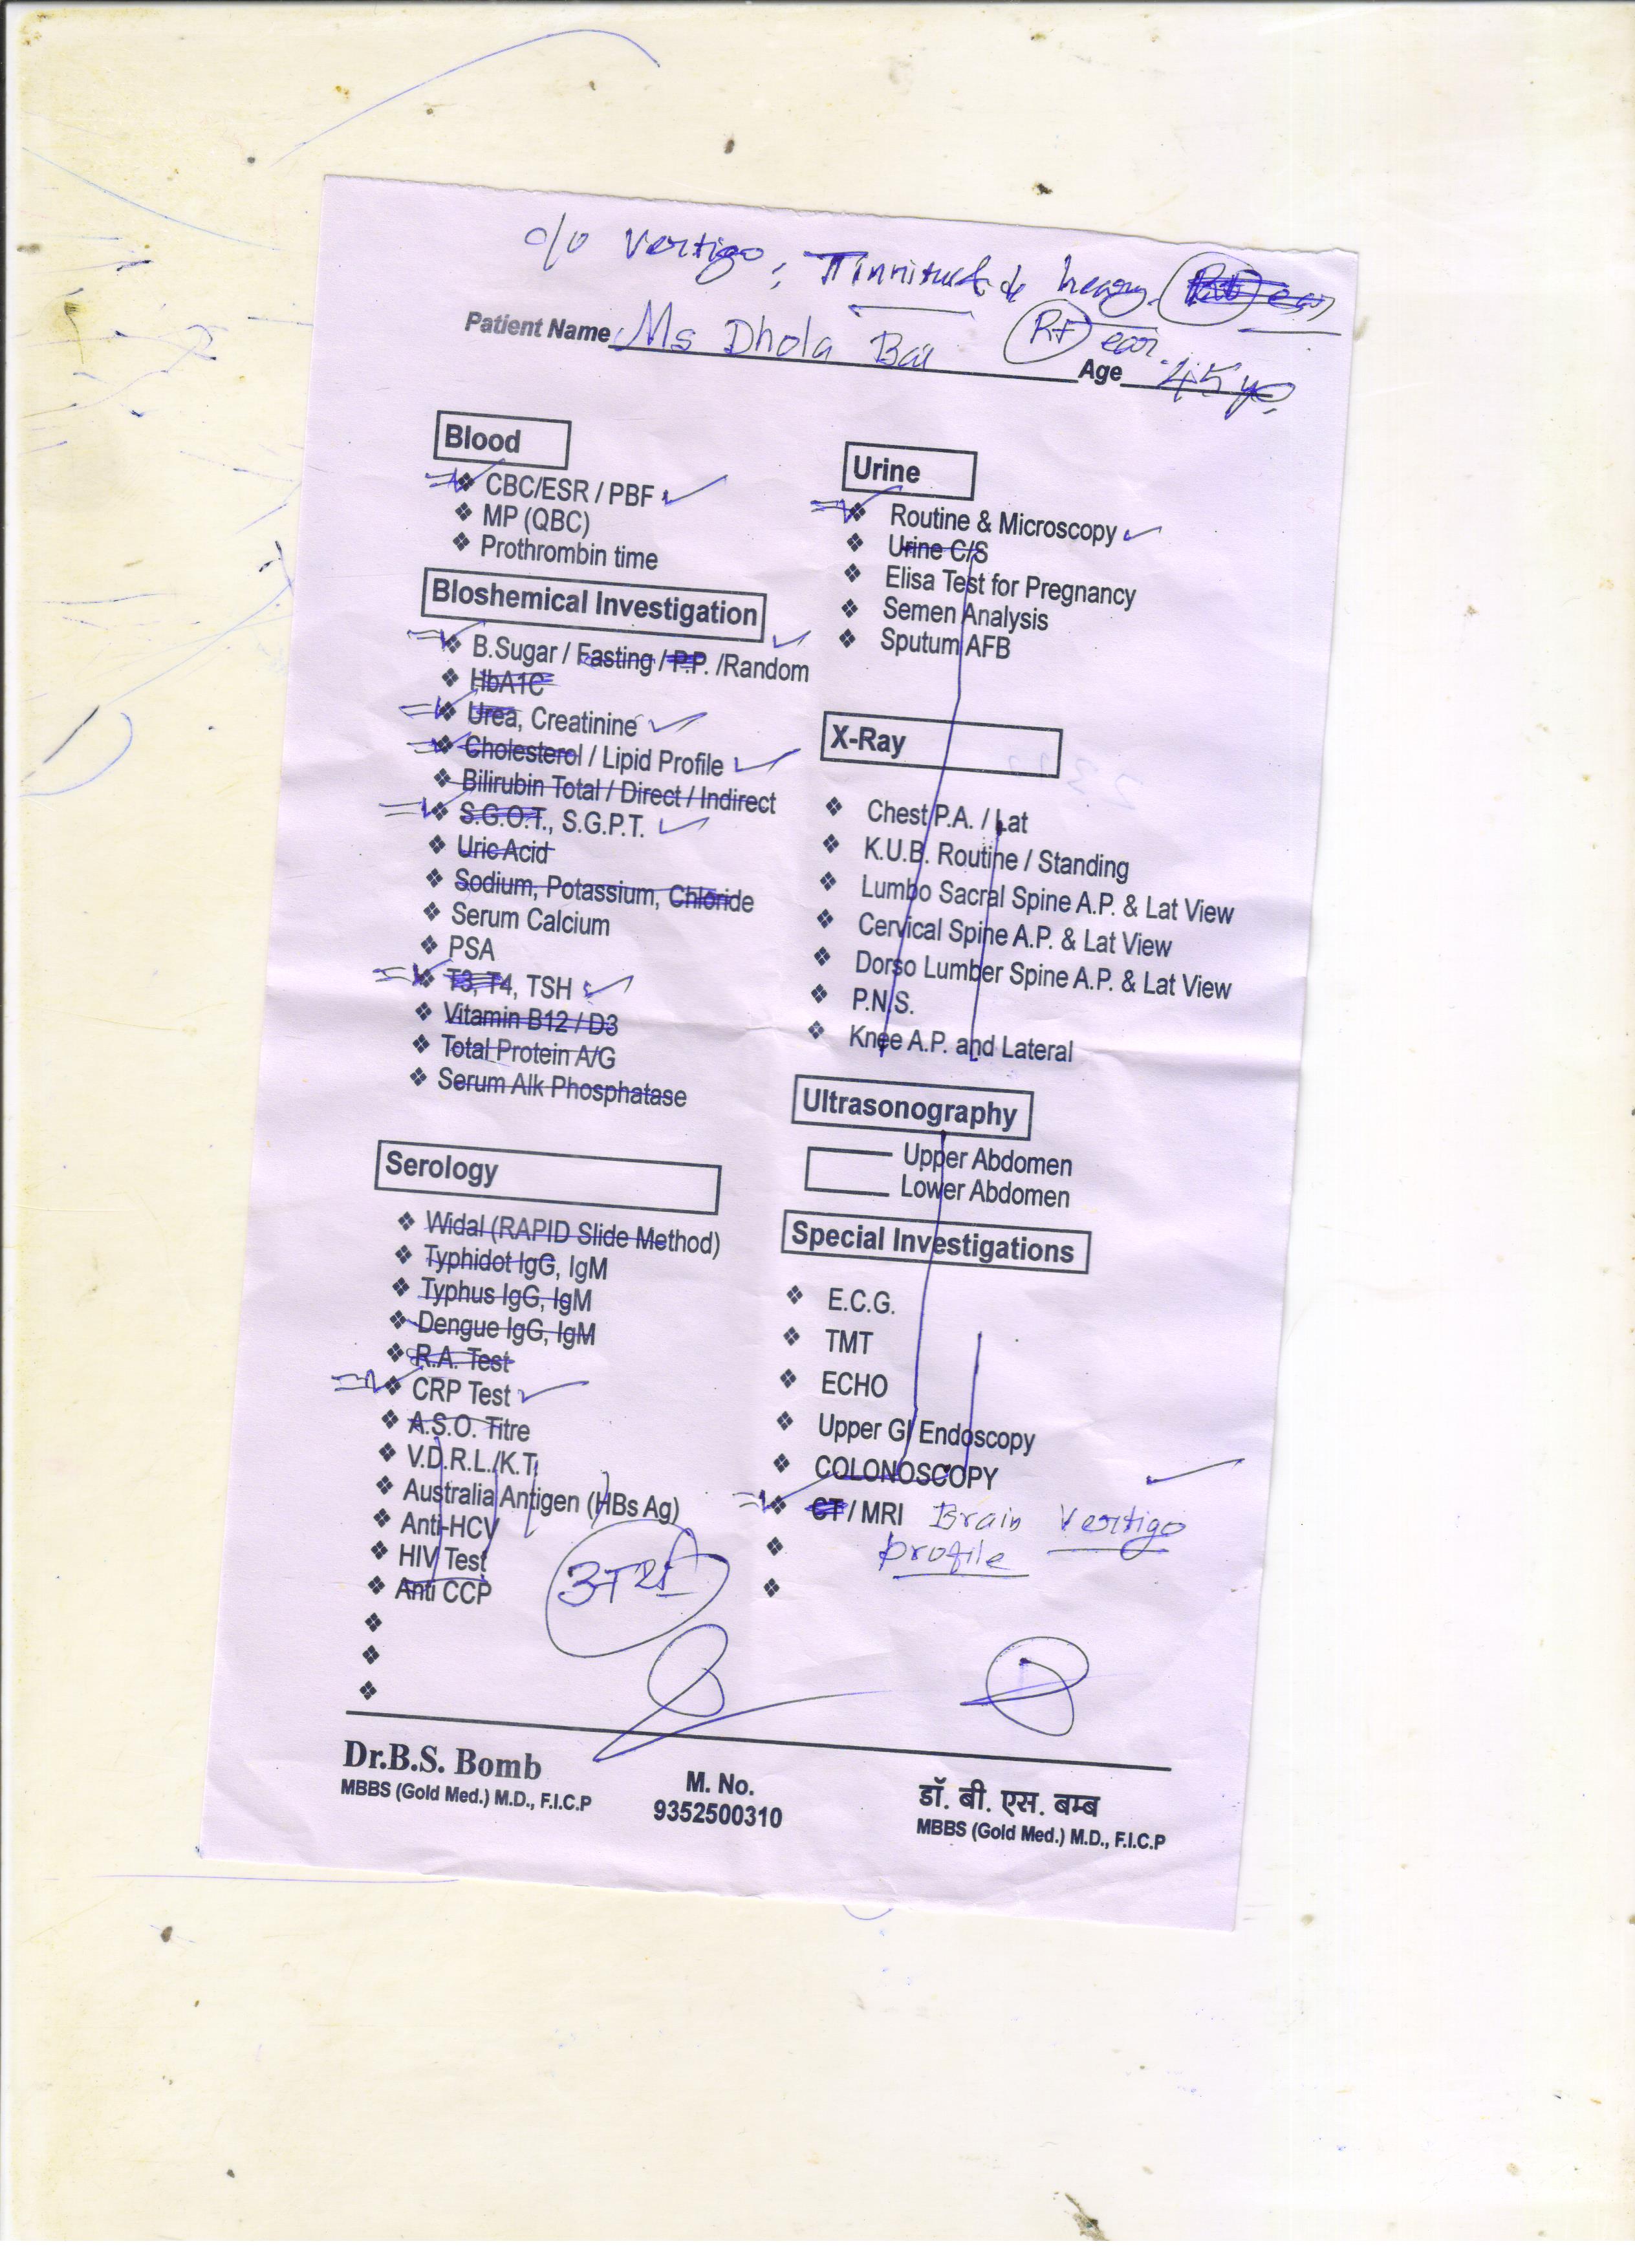 c/o vertigo, Tinnitus & ↓ hearing
Rt ear.
Patient Name Ms Dhola Bai
Age 45 yr
Blood
CBC/ESR / PBF
MP (QBC)
Prothrombin time
Bloshemical Investigation
B.Sugar / Fasting / P.P. /Random
HbA1C
Urea, Creatinine
Cholesterol / Lipid Profile
Bilirubin Total / Direct / Indirect
S.G.O.T., S.G.P.T.
Uric Acid
Sodium, Potassium, Chloride
Serum Calcium
PSA
T3, T4, TSH
Vitamin B12 / D3
Total Protein A/G
Serum Alk Phosphatase
Serology
Widal (RAPID Slide Method)
Typhidot IgG, IgM
Typhus IgG, IgM
Dengue IgG, IgM
R.A. Test
CRP Test
A.S.O. Titre
V.D.R.L./K.T.
Australia Antigen (HBs Ag)
Anti-HCV
HIV Test
Anti CCP
Urine
Routine & Microscopy
Urine C/S
Elisa Test for Pregnancy
Semen Analysis
Sputum AFB
X-Ray
Chest P.A. / Lat
K.U.B. Routine / Standing
Lumbo Sacral Spine A.P. & Lat View
Cervical Spine A.P. & Lat View
Dorso Lumber Spine A.P. & Lat View
P.N.S.
Knee A.P. and Lateral
Ultrasonography
Upper Abdomen
Lower Abdomen
Special Investigations
E.C.G.
TMT
ECHO
Upper GI Endoscopy
COLONOSCOPY
CT / MRI Brain Vertigo
profile
Dr.B.S. Bomb
MBBS (Gold Med.) M.D., F.I.C.P
M. No.
9352500310
डॉ. बी. एस. बम्ब
MBBS (Gold Med.) M.D., F.I.C.P